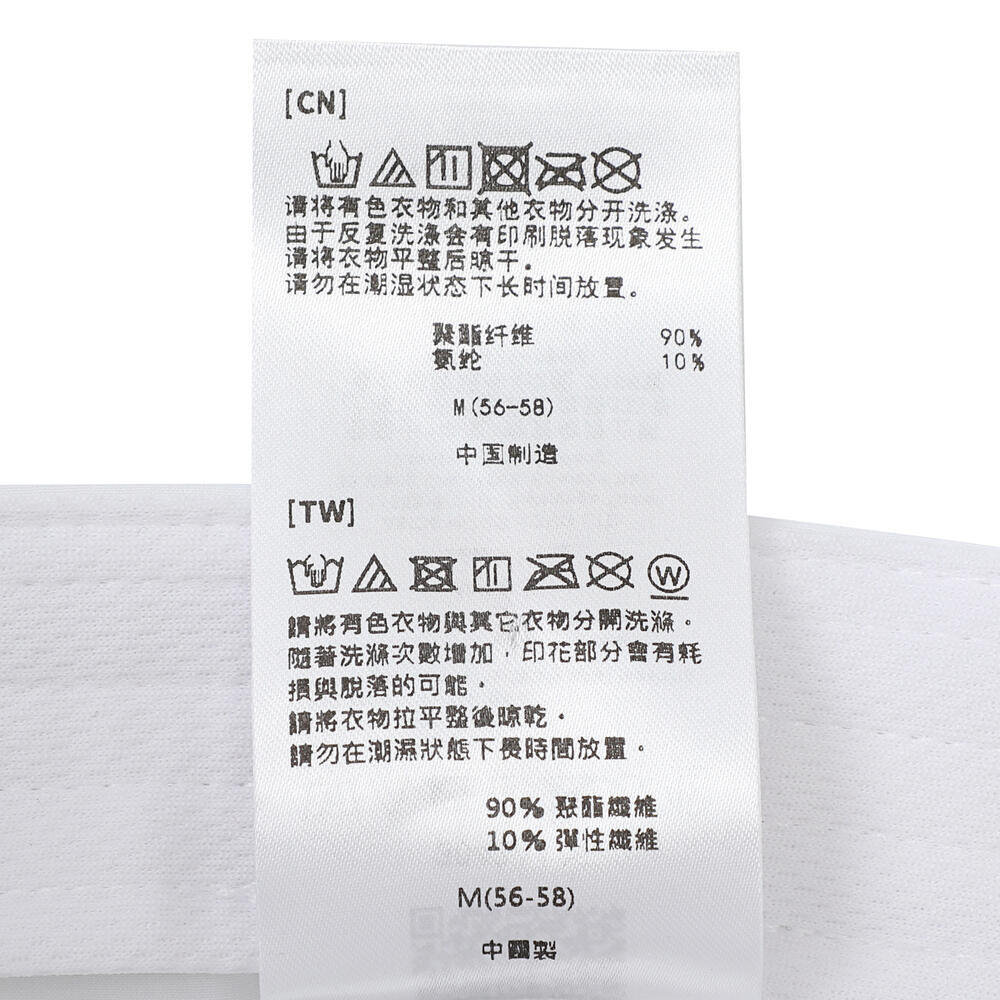 [CN]
请将有色衣物和其他衣物分开洗涤。
由于反复洗涤会有印刷脱落现象发生
请将衣物平整后晾干。
请勿在潮湿状态下长时间放置。
聚酯纤维 90%
氨纶 10%
M(56-58)
中国制造
[TW]
W
請將有色衣物與其它衣物分開洗滌。
隨著洗滌次數增加，印花部分會有耗
損與脫落的可能。
請將衣物拉平整後晾乾。
請勿在潮濕狀態下長時間放置。
90% 聚酯纖維
10% 彈性纖維
M(56-58)
中國製